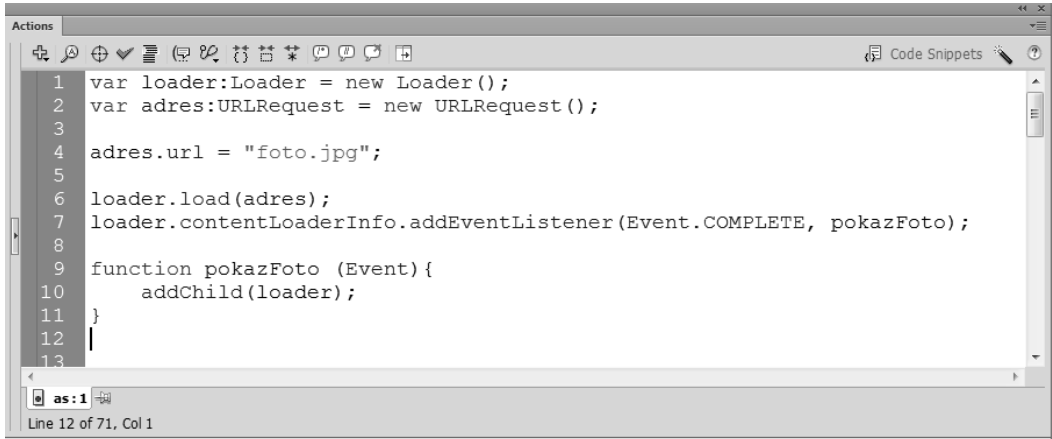 Actions
Code Snippets
1 var loader:Loader = new Loader();
2 var adres:URLRequest = new URLRequest();
3
4 adres.url = "foto.jpg";
5
6 loader.load(adres);
7 loader.contentLoaderInfo.addEventListener(Event.COMPLETE, pokazFoto);
8
9 function pokazFoto (Event){
10 addChild(loader);
11 }
12
13
as:1
Line 12 of 71, Col 1